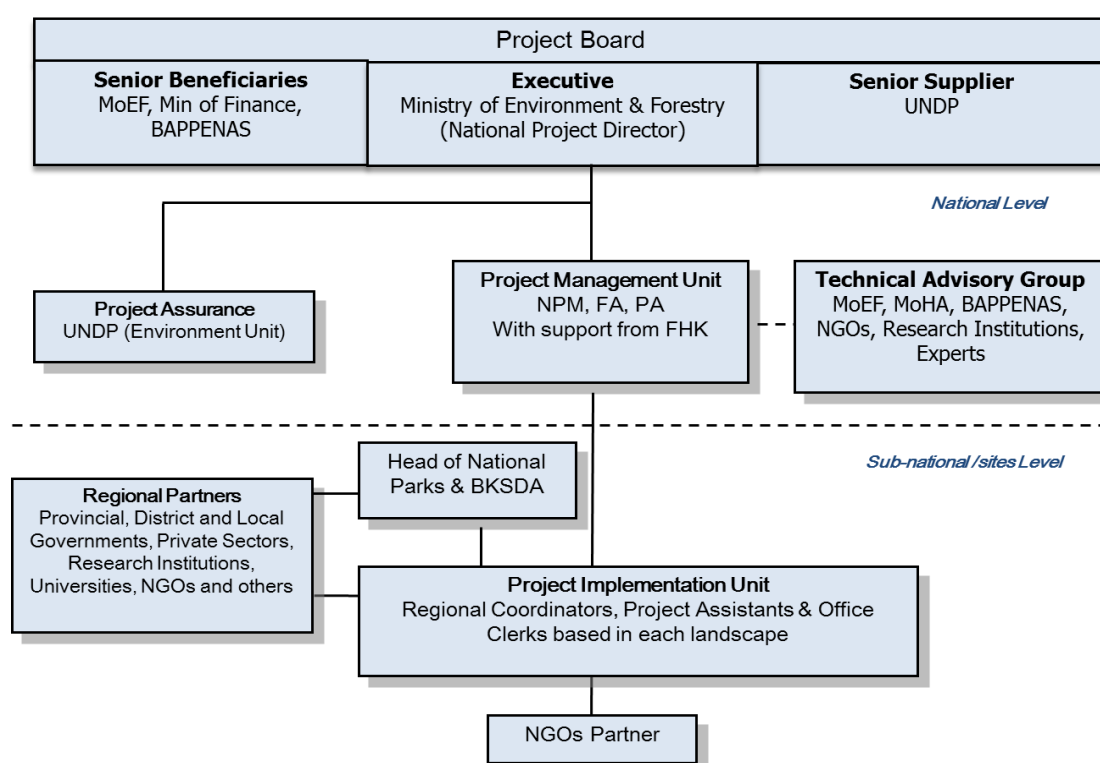 Project Board
Senior Beneficiaries
MoEF, Min of Finance,
BAPPENAS
Executive
Ministry of Environment & Forestry
(National Project Director)
Senior Supplier
UNDP
National Level
Project Assurance
UNDP (Environment Unit)
Project Management Unit
NPM, FA, PA
With support from FHK
Technical Advisory Group
MoEF, MoHA, BAPPENAS,
NGOs, Research Institutions,
Experts
Sub-national /sites Level
Head of National
Parks & BKSDA
Regional Partners
Provincial, District and Local
Governments, Private Sectors,
Research Institutions,
Universities, NGOs and others
Project Implementation Unit
Regional Coordinators, Project Assistants & Office
Clerks based in each landscape
NGOs Partner